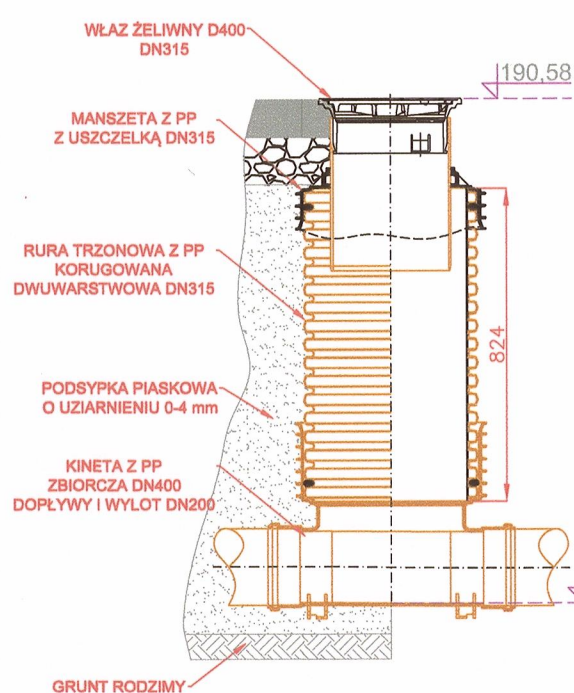 WŁAZ ŻELIWNY D400
DN315
190,58
MANSZETA Z PP
Z USZCZELKĄ DN315
RURA TRZONOWA Z PP
KORUGOWANA
DWUWARSTWOWA DN315
824
PODSYPKA PIASKOWA
O UZIARNIENIU 0-4 mm
KINETA Z PP
ZBIORCZA DN400
DOPŁYWY I WYLOT DN200
GRUNT RODZIMY